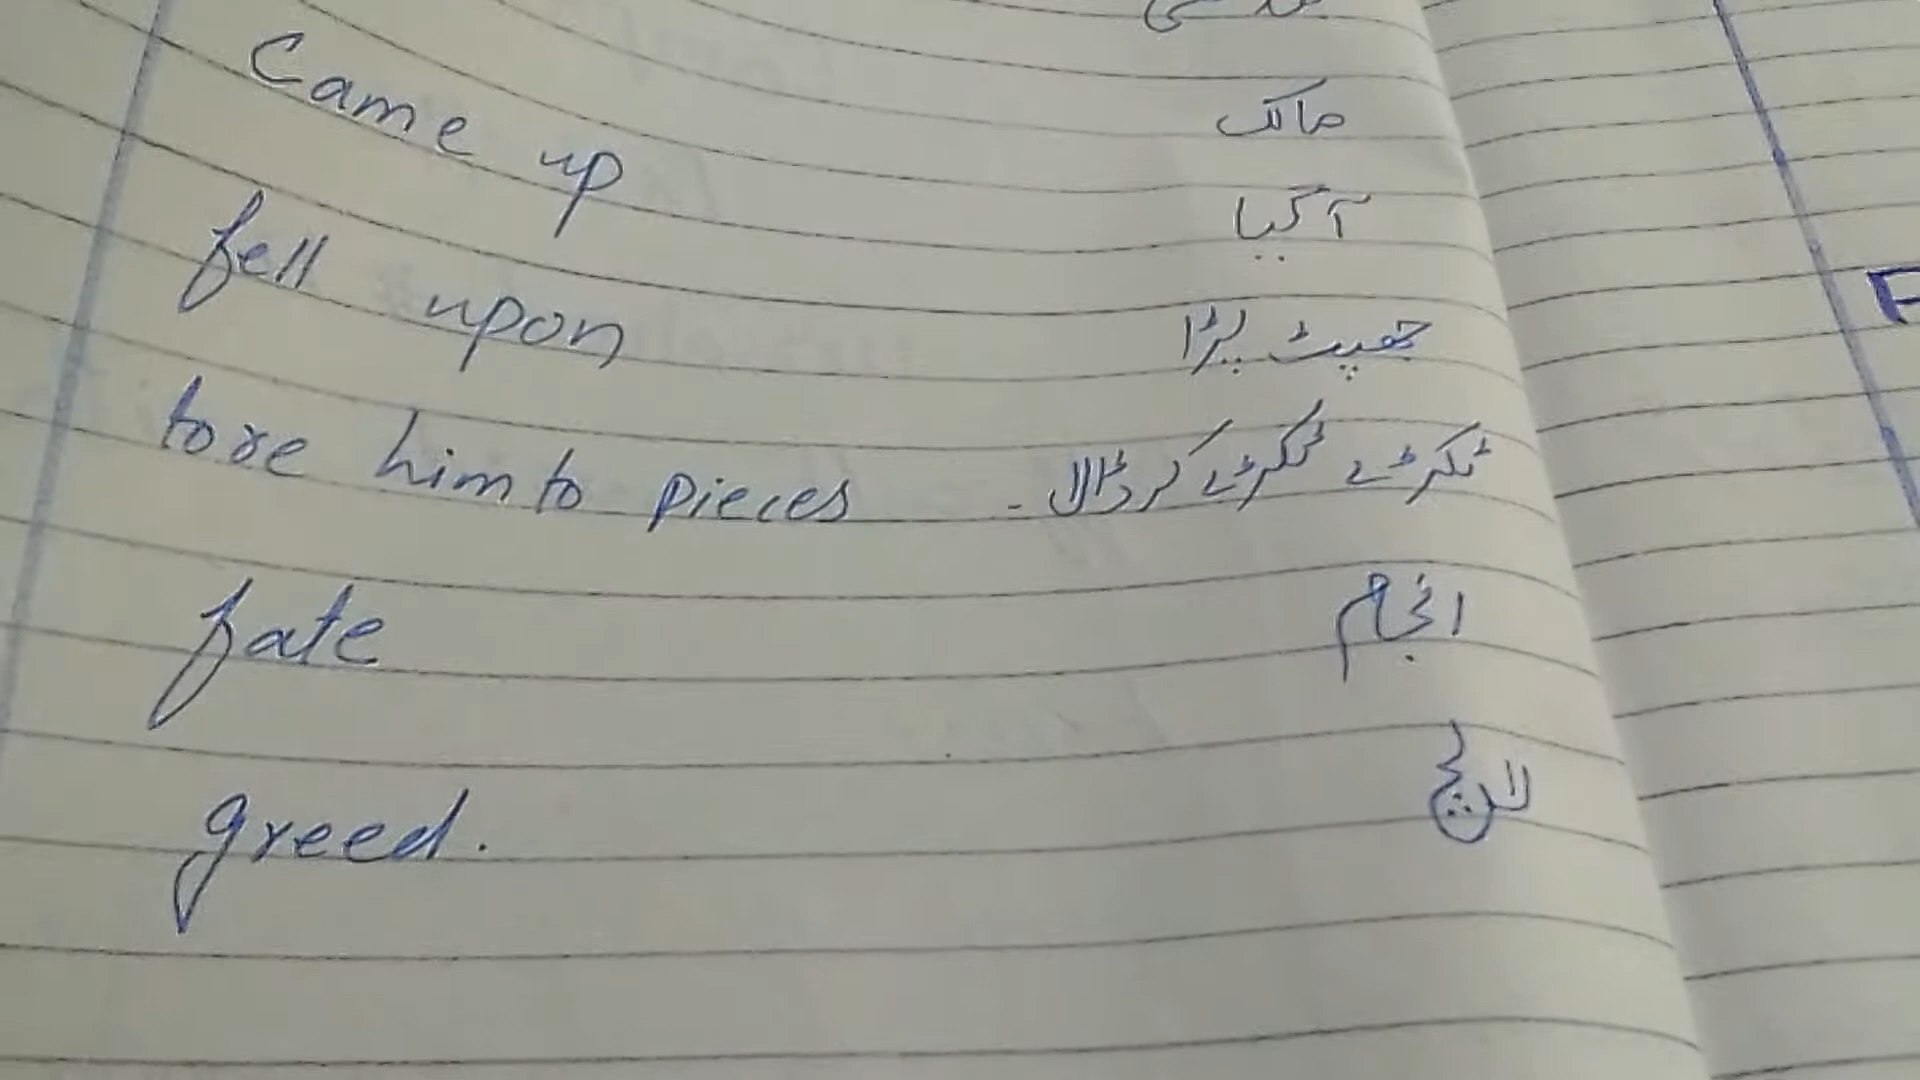 مالک
Came up آ گیا
fell upon جھپٹ پڑا
tore him to pieces ٹکڑے ٹکڑے کر ڈالا ۔
fate انجام
greed. لالچ